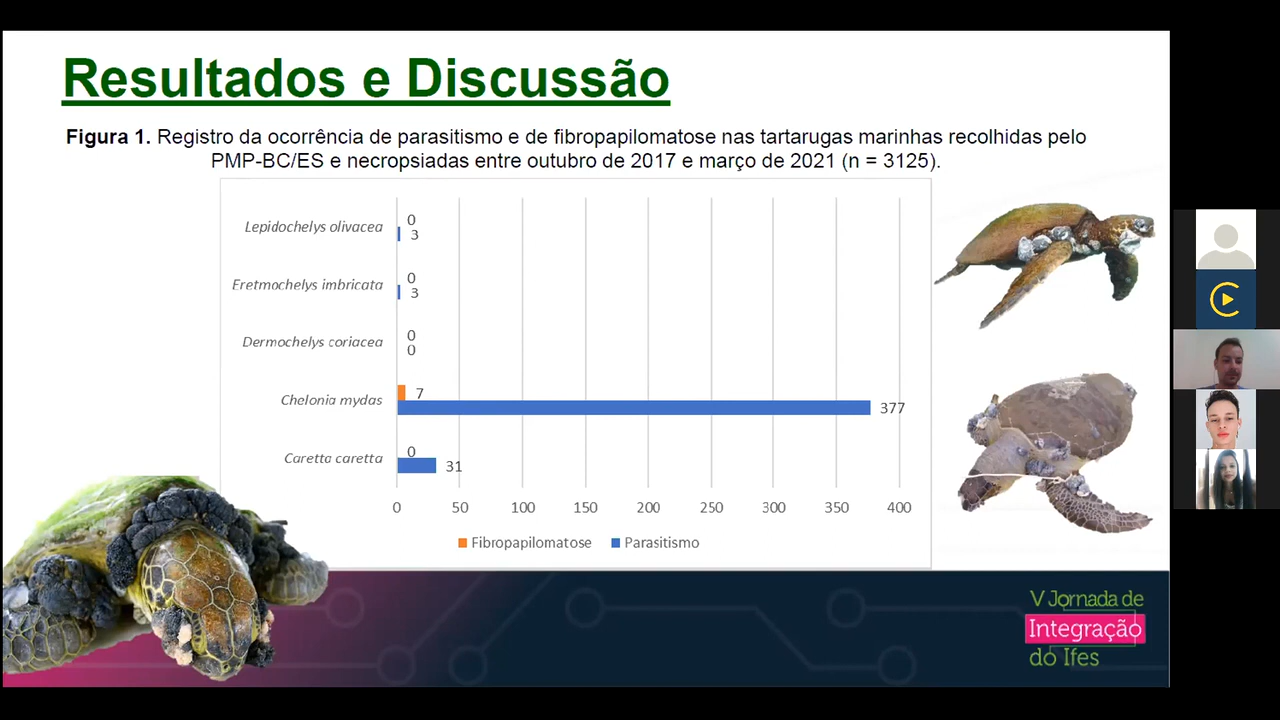 Resultados e Discussão
Figura 1. Registro da ocorrência de parasitismo e de fibropapilomatose nas tartarugas marinhas recolhidas pelo
PMP-BC/ES e necropsiadas entre outubro de 2017 e março de 2021 (n = 3125).
Lepidochelys olivacea
0
3
Eretmochelys imbricata
0
3
Dermochelys coriacea
0
0
Chelonia mydas
7
377
Caretta caretta
0
31
0 50 100 150 200 250 300 350 400
Fibropapilomatose Parasitismo
V Jornada de
Integração
do Ifes